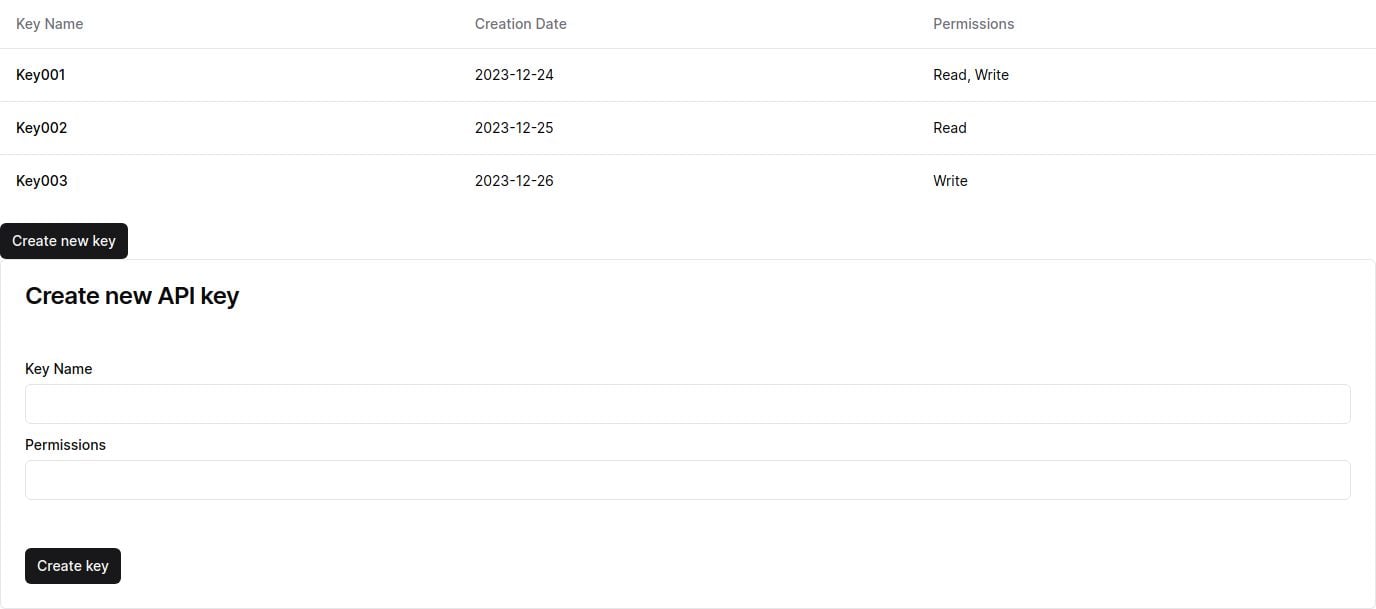 Key Name Creation Date Permissions
Key001 2023-12-24 Read, Write
Key002 2023-12-25 Read
Key003 2023-12-26 Write
Create new key
Create new API key
Key Name
Permissions
Create key